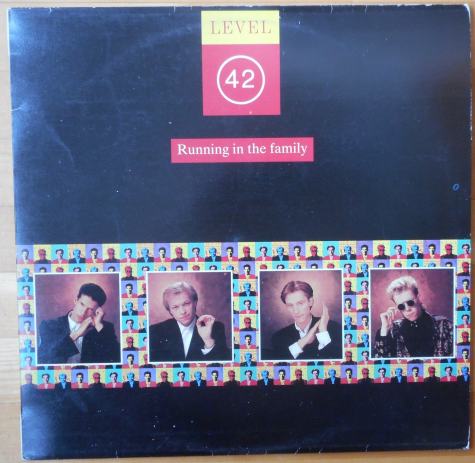 LEVEL
42
Running in the family